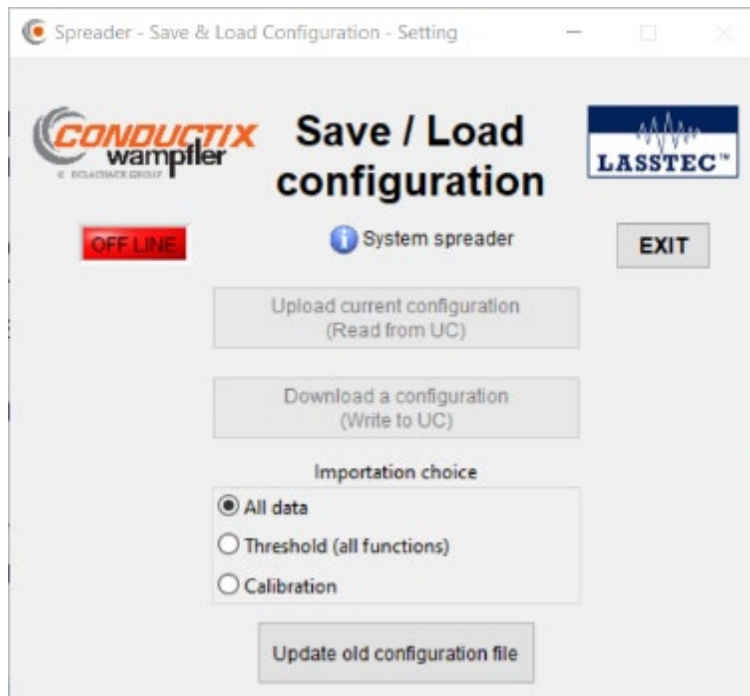 Spreader - Save & Load Configuration - Setting
CONDUCTIX
wampfler
Save / Load
configuration
LASSTEC™
OFF LINE
System spreader
EXIT
Upload current configuration
(Read from UC)
Download a configuration
(Write to UC)
Importation choice
All data
Threshold (all functions)
Calibration
Update old configuration file